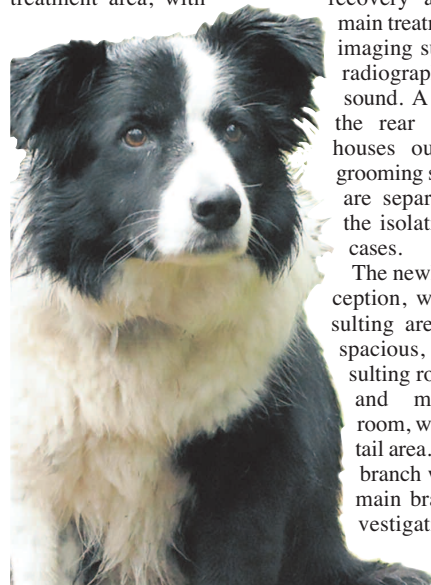 treatment area, with
recovery a
main treatm
imaging su
radiograp
sound. A
the rear
houses ou
grooming s
are separ
the isolati
cases.
The new
ception, w
sulting are
spacious,
sulting ro
and m
room, w
tail area.
branch w
main bra
vestigat